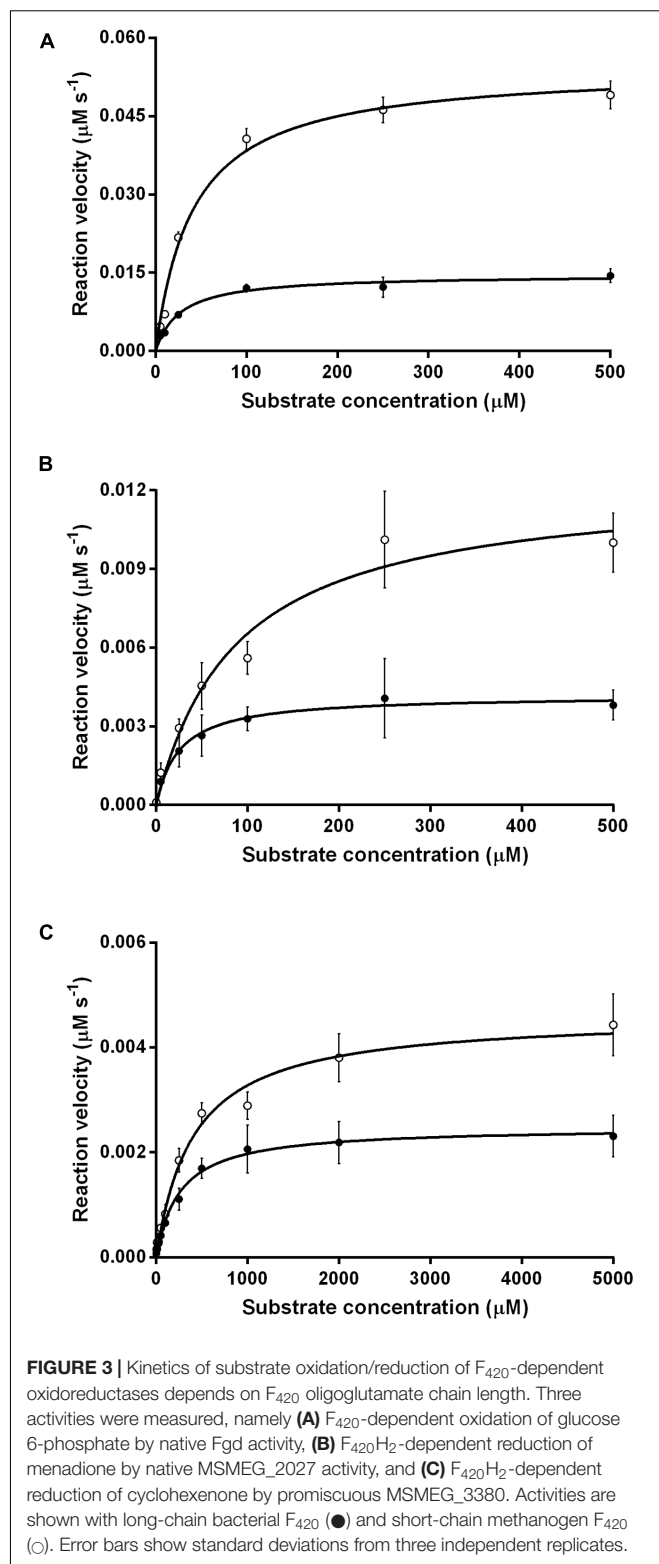 A
0.060
0.045
0.030
0.015
0.000
Reaction velocity (µM s⁻¹)
0 100 200 300 400 500
Substrate concentration (µM)
B
0.012
0.009
0.006
0.003
0.000
Reaction velocity (µM s⁻¹)
0 100 200 300 400 500
Substrate concentration (µM)
C
0.006
0.004
0.002
0.000
Reaction velocity (µM s⁻¹)
0 1000 2000 3000 4000 5000
Substrate concentration (µM)
FIGURE 3 | Kinetics of substrate oxidation/reduction of F₄₂₀-dependent
oxidoreductases depends on F₄₂₀ oligoglutamate chain length. Three
activities were measured, namely (A) F₄₂₀-dependent oxidation of glucose
6-phosphate by native Fgd activity, (B) F₄₂₀H₂-dependent reduction of
menadione by native MSMEG_2027 activity, and (C) F₄₂₀H₂-dependent
reduction of cyclohexenone by promiscuous MSMEG_3380. Activities are
shown with long-chain bacterial F₄₂₀ (●) and short-chain methanogen F₄₂₀
(○). Error bars show standard deviations from three independent replicates.